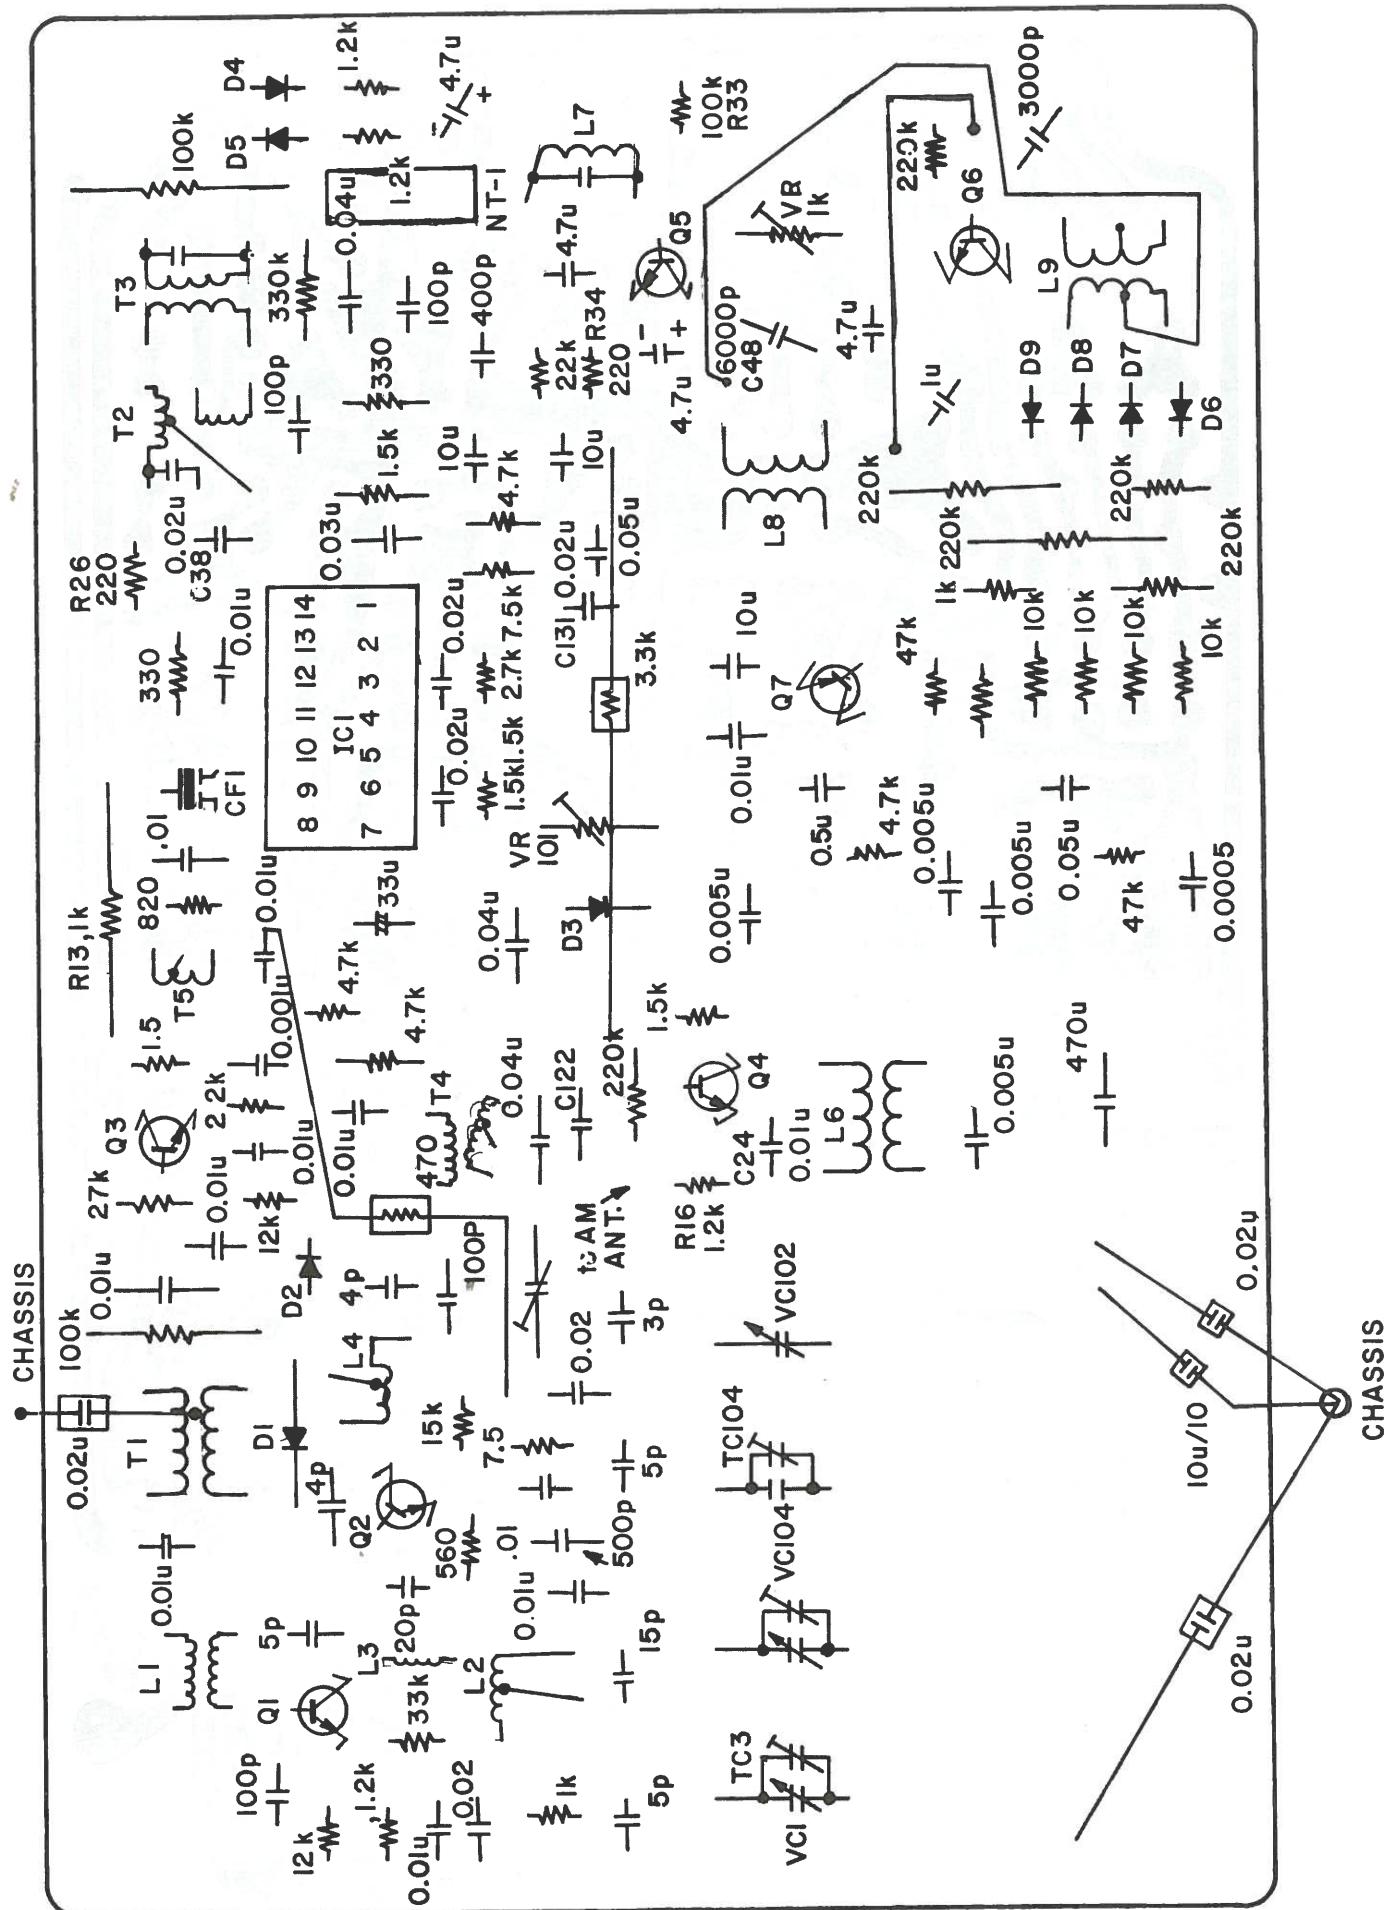 CHASSIS
0.02u
100k
T1
0.01u
L1
5p
Q1
100p
12k
1.2k
0.01u
0.02
33k
L3
20p
L2
1k
5p
15p
0.01u
.01
500p
560
Q2
4p
D1
15k
7.5
5p
L4
4p
D2
0.02
3p
100P
to AM
ANT.
0.01u
27k
Q3
1.5
0.01u
12k
2.2k
0.01u
0.001u
0.01u
470
T4
4.7k
4.7k
0.04u
C122
220k
R13,1k
T5
820
.01
CF1
0.01u
33u
0.04u
D3
VR
101
3.3k
330
0.01u
R26
220
0.02u
C38
8 9 10 11 12 13 14
IC1
7 6 5 4 3 2 1
0.02u
0.02u
1.5k
1.5k
2.7k
7.5k
C131
0.02u
0.05u
4.7k
0.03u
1.5k
10u
10u
T2
100p
330
T3
330k
0.04u
100p
400p
22k
R34
220
4.7u
4.7u
- +
100k
D5
D4
1.2k
1.2k
NT-1
4.7u
- +
L7
Q5
100k
R33
VR
1k
6000p
C48
4.7u
1u
220k
Q6
3000p
L9
D9
D8
D7
D6
L8
220k
220k
220k
220k
1k
10k
10k
10k
10k
47k
Q7
10u
0.01u
0.5u
4.7k
0.005u
0.005u
0.05u
47k
0.0005
0.005u
1.5k
Q4
R16
1.2k
C24
0.01u
L6
0.005u
470u
VC102
TC104
VC104
TC3
VC1
0.02u
10u/10
0.02u
CHASSIS